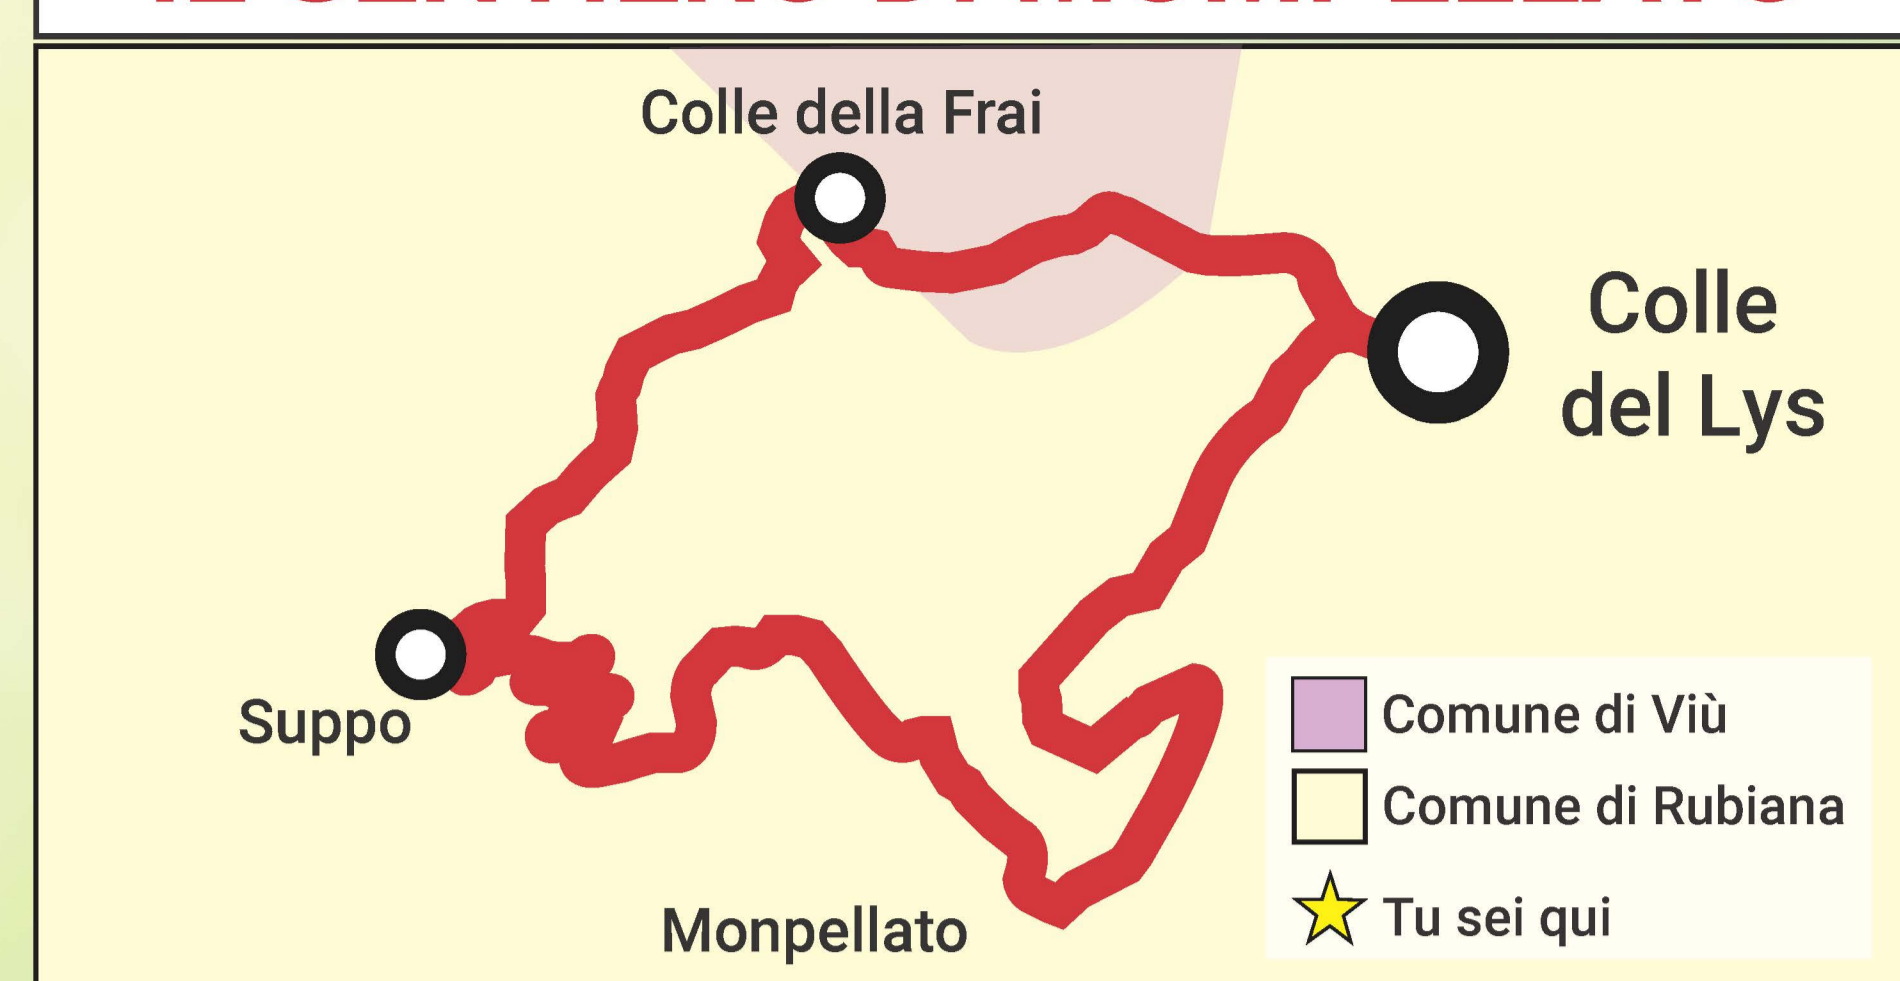 Colle della Frai
Colle
del Lys
Suppo
Monpellato
Comune di Viù
Comune di Rubiana
Tu sei qui